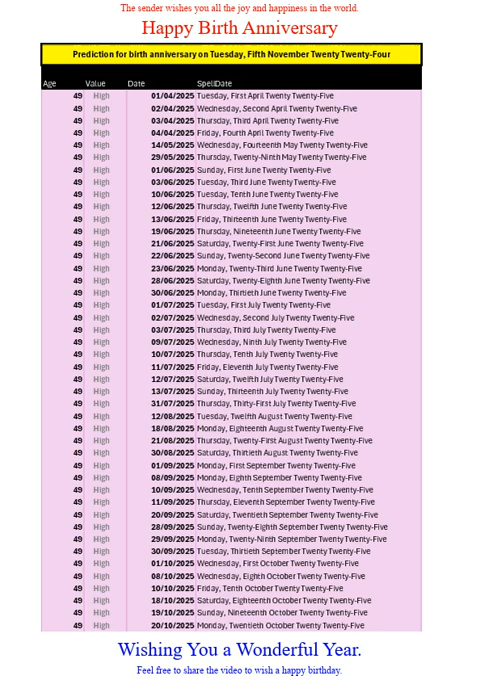 The sender wishes you all the joy and happiness in the world.
Happy Birth Anniversary
Prediction for birth anniversary on Tuesday, Fifth November Twenty Twenty-Four
Age Value Date SpellDate
49 High 01/04/2025 Tuesday, First April Twenty Twenty-Five
49 High 02/04/2025 Wednesday, Second April Twenty Twenty-Five
49 High 03/04/2025 Thursday, Third April Twenty Twenty-Five
49 High 04/04/2025 Friday, Fourth April Twenty Twenty-Five
49 High 14/05/2025 Wednesday, Fourteenth May Twenty Twenty-Five
49 High 29/05/2025 Thursday, Twenty-Ninth May Twenty Twenty-Five
49 High 01/06/2025 Sunday, First June Twenty Twenty-Five
49 High 03/06/2025 Tuesday, Third June Twenty Twenty-Five
49 High 10/06/2025 Tuesday, Tenth June Twenty Twenty-Five
49 High 12/06/2025 Thursday, Twelfth June Twenty Twenty-Five
49 High 13/06/2025 Friday, Thirteenth June Twenty Twenty-Five
49 High 19/06/2025 Thursday, Nineteenth June Twenty Twenty-Five
49 High 21/06/2025 Saturday, Twenty-First June Twenty Twenty-Five
49 High 22/06/2025 Sunday, Twenty-Second June Twenty Twenty-Five
49 High 23/06/2025 Monday, Twenty-Third June Twenty Twenty-Five
49 High 28/06/2025 Saturday, Twenty-Eighth June Twenty Twenty-Five
49 High 30/06/2025 Monday, Thirtieth June Twenty Twenty-Five
49 High 01/07/2025 Tuesday, First July Twenty Twenty-Five
49 High 02/07/2025 Wednesday, Second July Twenty Twenty-Five
49 High 03/07/2025 Thursday, Third July Twenty Twenty-Five
49 High 09/07/2025 Wednesday, Ninth July Twenty Twenty-Five
49 High 10/07/2025 Thursday, Tenth July Twenty Twenty-Five
49 High 11/07/2025 Friday, Eleventh July Twenty Twenty-Five
49 High 12/07/2025 Saturday, Twelfth July Twenty Twenty-Five
49 High 13/07/2025 Sunday, Thirteenth July Twenty Twenty-Five
49 High 31/07/2025 Thursday, Thirty-First July Twenty Twenty-Five
49 High 12/08/2025 Tuesday, Twelfth August Twenty Twenty-Five
49 High 18/08/2025 Monday, Eighteenth August Twenty Twenty-Five
49 High 21/08/2025 Thursday, Twenty-First August Twenty Twenty-Five
49 High 30/08/2025 Saturday, Thirtieth August Twenty Twenty-Five
49 High 01/09/2025 Monday, First September Twenty Twenty-Five
49 High 08/09/2025 Monday, Eighth September Twenty Twenty-Five
49 High 10/09/2025 Wednesday, Tenth September Twenty Twenty-Five
49 High 11/09/2025 Thursday, Eleventh September Twenty Twenty-Five
49 High 20/09/2025 Saturday, Twentieth September Twenty Twenty-Five
49 High 28/09/2025 Sunday, Twenty-Eighth September Twenty Twenty-Five
49 High 29/09/2025 Monday, Twenty-Ninth September Twenty Twenty-Five
49 High 30/09/2025 Tuesday, Thirtieth September Twenty Twenty-Five
49 High 01/10/2025 Wednesday, First October Twenty Twenty-Five
49 High 08/10/2025 Wednesday, Eighth October Twenty Twenty-Five
49 High 10/10/2025 Friday, Tenth October Twenty Twenty-Five
49 High 18/10/2025 Saturday, Eighteenth October Twenty Twenty-Five
49 High 19/10/2025 Sunday, Nineteenth October Twenty Twenty-Five
49 High 20/10/2025 Monday, Twentieth October Twenty Twenty-Five
Wishing You a Wonderful Year.
Feel free to share the video to wish a happy birthday.